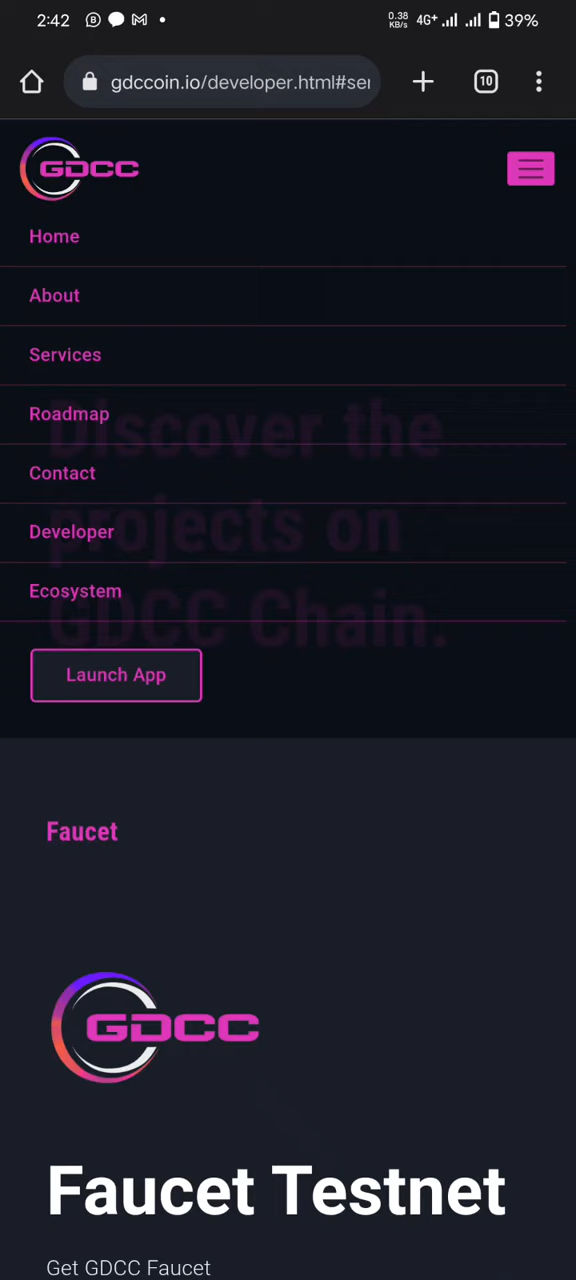 2:42
0.38
KB/s
4G+
39%
gdccoin.io/developer.html#ser
10
GDCC
Home
About
Services
Roadmap
Contact
Developer
Ecosystem
Discover the
projects on
GDCC Chain.
Launch App
Faucet
GDCC
Faucet Testnet
Get GDCC Faucet